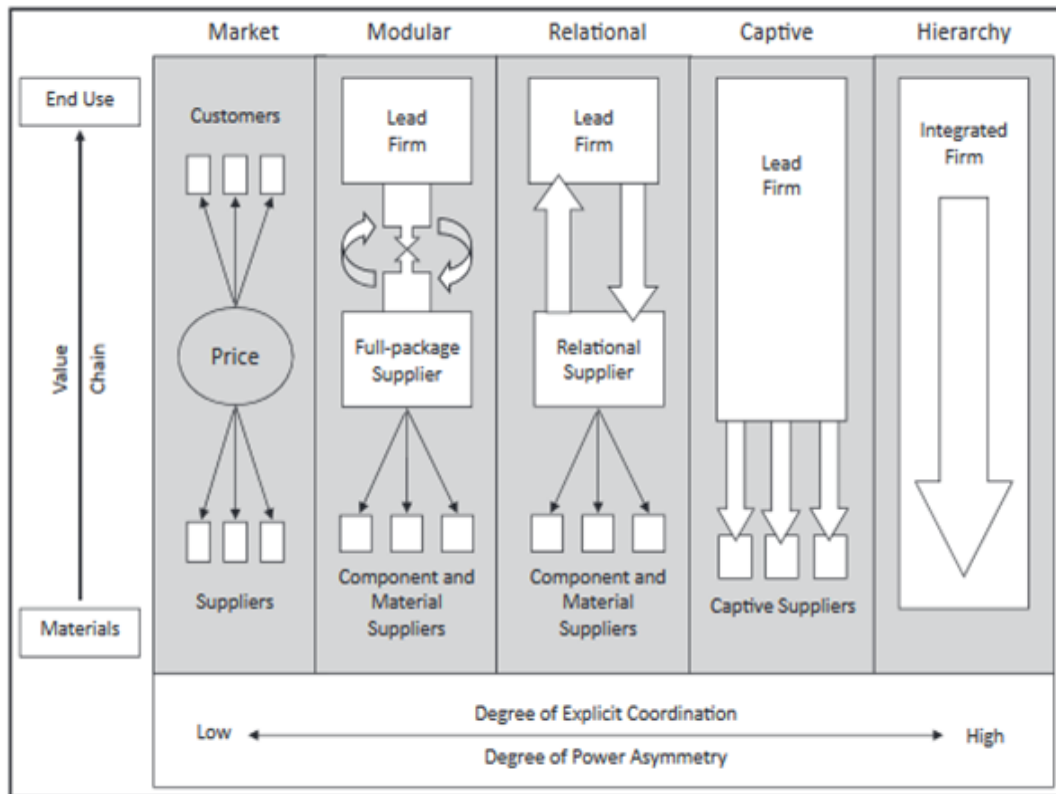 Market
Modular
Relational
Captive
Hierarchy
End Use
Value
Chain
Materials
Customers
Price
Suppliers
Lead
Firm
Full-package
Supplier
Component and
Material
Suppliers
Lead
Firm
Relational
Supplier
Component and
Material
Suppliers
Lead
Firm
Captive Suppliers
Integrated
Firm
Degree of Explicit Coordination
Low
High
Degree of Power Asymmetry